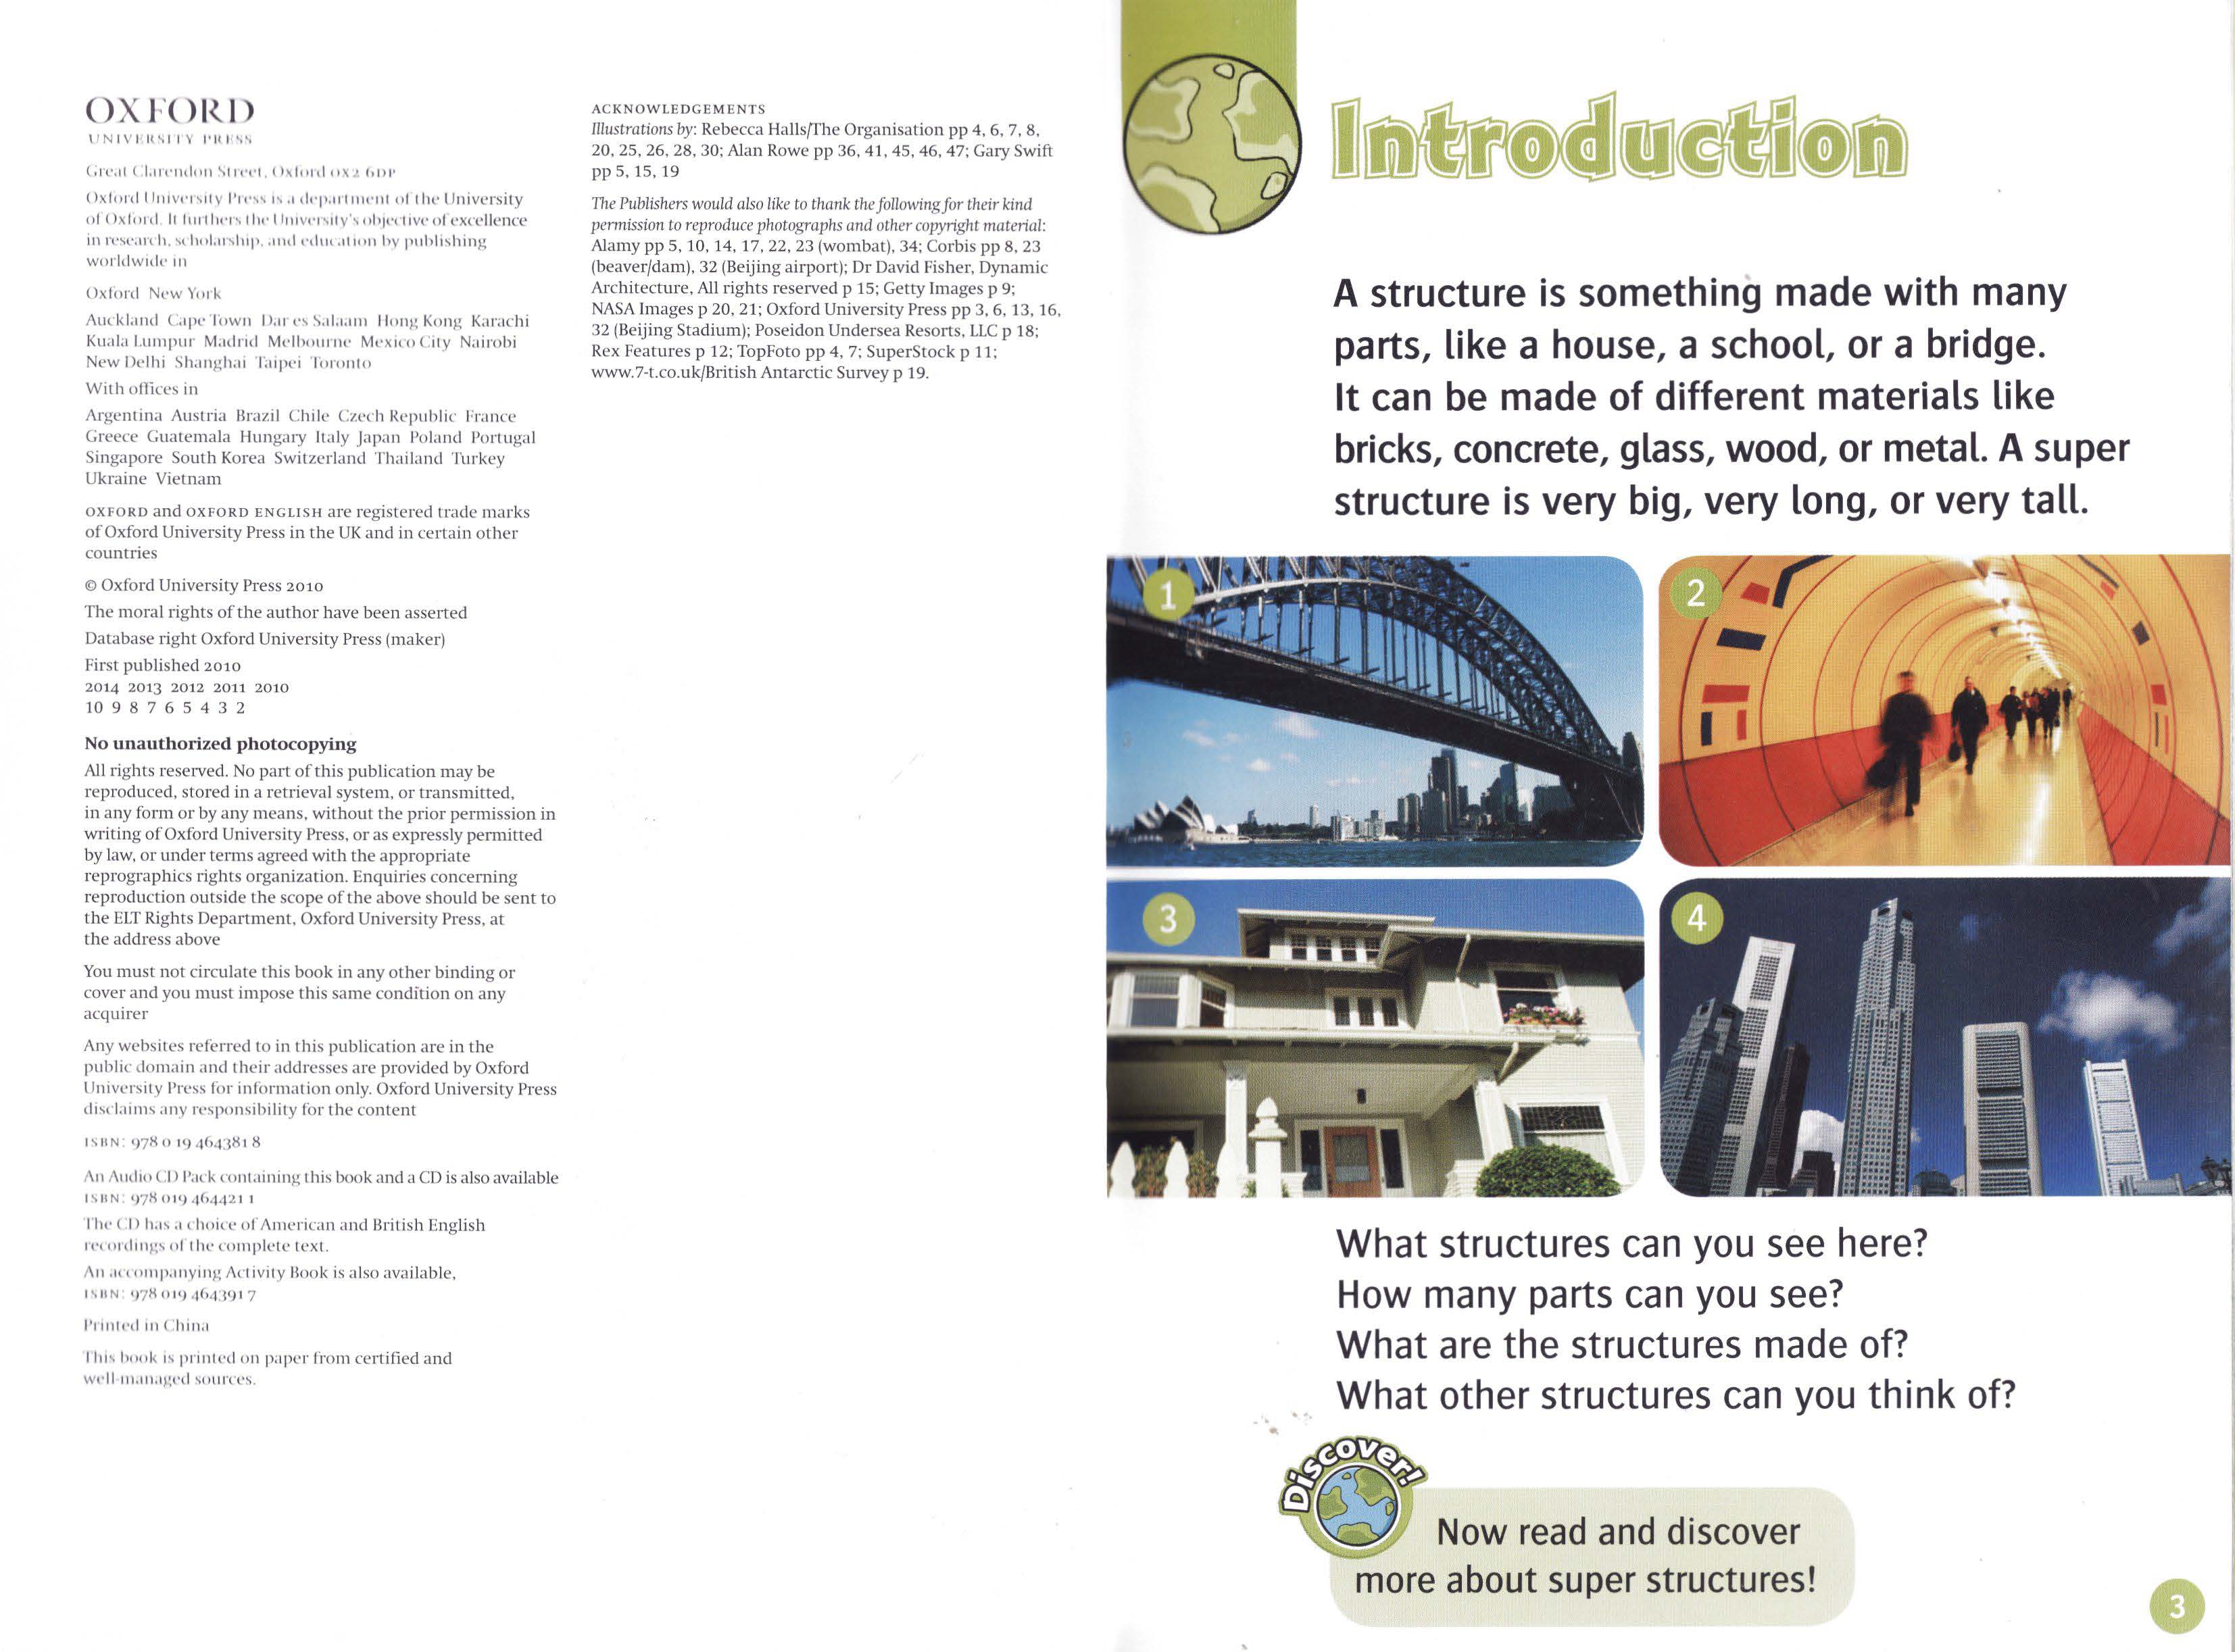 OXFORD
UNIVERSITY PRESS
Great Clarendon Street, Oxford OX2 6DP
Oxford University Press is a department of the University
of Oxford. It furthers the University's objective of excellence
in research, scholarship, and education by publishing
worldwide in
Oxford New York
Auckland Cape Town Dar es Salaam Hong Kong Karachi
Kuala Lumpur Madrid Melbourne Mexico City Nairobi
New Delhi Shanghai Taipei Toronto
With offices in
Argentina Austria Brazil Chile Czech Republic France
Greece Guatemala Hungary Italy Japan Poland Portugal
Singapore South Korea Switzerland Thailand Turkey
Ukraine Vietnam
OXFORD and OXFORD ENGLISH are registered trade marks
of Oxford University Press in the UK and in certain other
countries
© Oxford University Press 2010
The moral rights of the author have been asserted
Database right Oxford University Press (maker)
First published 2010
2014 2013 2012 2011 2010
10 9 8 7 6 5 4 3 2
No unauthorized photocopying
All rights reserved. No part of this publication may be
reproduced, stored in a retrieval system, or transmitted,
in any form or by any means, without the prior permission in
writing of Oxford University Press, or as expressly permitted
by law, or under terms agreed with the appropriate
reprographics rights organization. Enquiries concerning
reproduction outside the scope of the above should be sent to
the ELT Rights Department, Oxford University Press, at
the address above
You must not circulate this book in any other binding or
cover and you must impose this same condition on any
acquirer
Any websites referred to in this publication are in the
public domain and their addresses are provided by Oxford
University Press for information only. Oxford University Press
disclaims any responsibility for the content
ISBN: 978 0 19 464381 8
An Audio CD Pack containing this book and a CD is also available
ISBN: 978 019 464421 1
The CD has a choice of American and British English
recordings of the complete text.
An accompanying Activity Book is also available,
ISBN: 978 019 464391 7
Printed in China
This book is printed on paper from certified and
well-managed sources.
ACKNOWLEDGEMENTS
Illustrations by: Rebecca Halls/The Organisation pp 4, 6, 7, 8,
20, 25, 26, 28, 30; Alan Rowe pp 36, 41, 45, 46, 47; Gary Swift
pp 5, 15, 19
The Publishers would also like to thank the following for their kind
permission to reproduce photographs and other copyright material:
Alamy pp 5, 10, 14, 17, 22, 23 (wombat), 34; Corbis pp 8, 23
(beaver/dam), 32 (Beijing airport); Dr David Fisher, Dynamic
Architecture, All rights reserved p 15; Getty Images p 9;
NASA Images p 20, 21; Oxford University Press pp 3, 6, 13, 16,
32 (Beijing Stadium); Poseidon Undersea Resorts, LLC p 18;
Rex Features p 12; TopFoto pp 4, 7; SuperStock p 11;
www.7-t.co.uk/British Antarctic Survey p 19.
Introduction
A structure is something made with many
parts, like a house, a school, or a bridge.
It can be made of different materials like
bricks, concrete, glass, wood, or metal. A super
structure is very big, very long, or very tall.
1
2
3
4
What structures can you see here?
How many parts can you see?
What are the structures made of?
What other structures can you think of?
Discover!
Now read and discover
more about super structures!
3